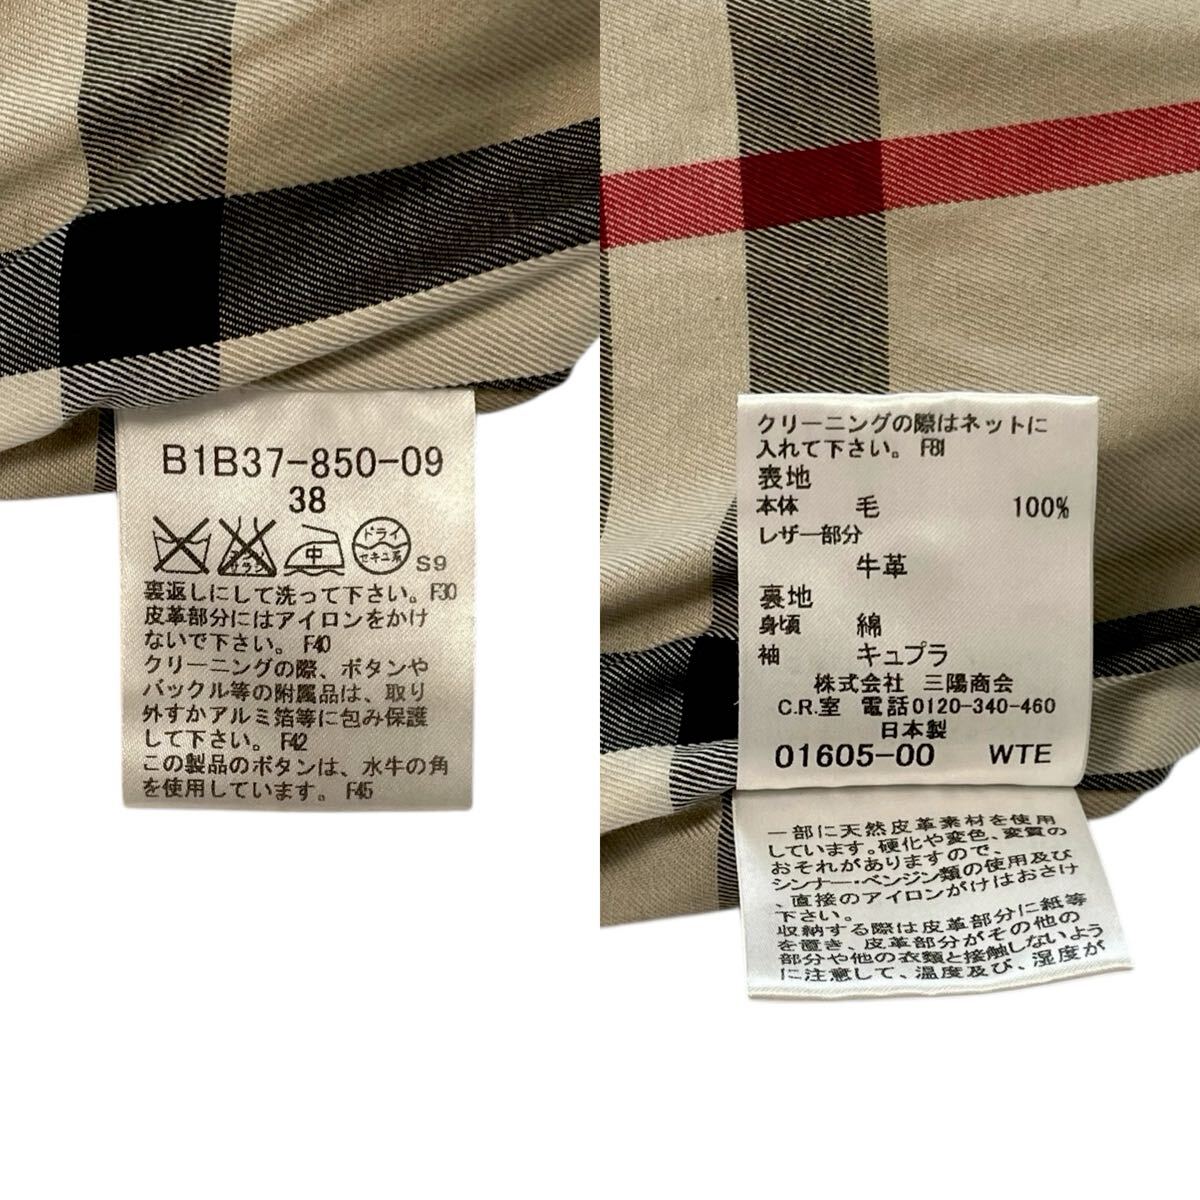 B1B37-850-09
38
中
ドライ
セキユ系
S9
裏返しにして洗って下さい。F30
皮革部分にはアイロンをかけ
ないで下さい。F40
クリーニングの際、ボタンや
バックル等の附属品は、取り
外すかアルミ箔等に包み保護
して下さい。F42
この製品のボタンは、水牛の角
を使用しています。F45
クリーニングの際はネットに
入れて下さい。F81
表地
本体 毛 100%
レザー部分
牛革
裏地
身頃 綿
袖 キュプラ
株式会社 三陽商会
C.R.室 電話0120-340-460
日本製
01605-00 WTE
一部に天然皮革素材を使用
しています。硬化や変色、変質の
おそれがありますので、
シンナー・ベンジン類の使用及び
、直接のアイロンがけはおさけ
下さい。
収納する際は皮革部分に紙等
を置き、皮革部分がその他の
部分や他の衣類と接触しないよう
に注意して、温度及び、湿度が